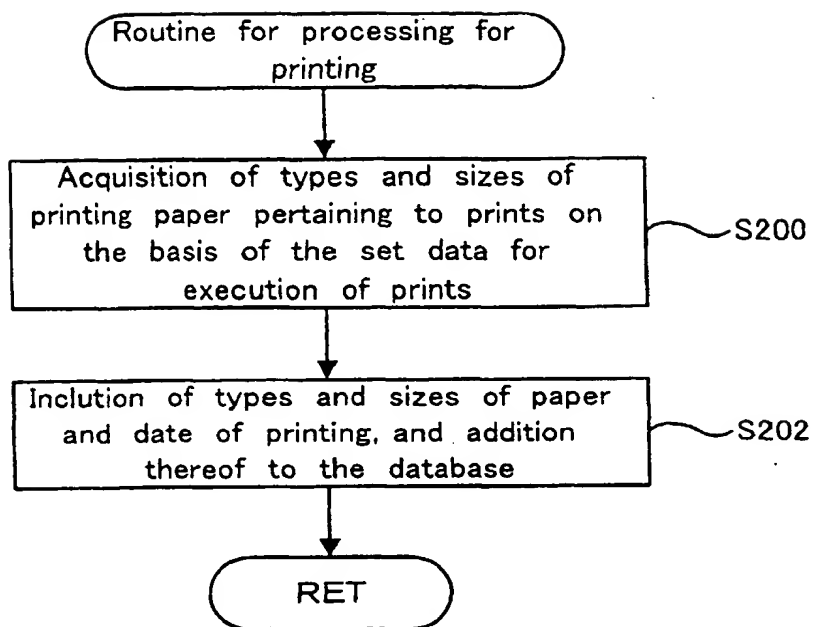 Routine for processing for
printing
Acquisition of types and sizes of
printing paper pertaining to prints on
the basis of the set data for
execution of prints
S200
Inclution of types and sizes of paper
and date of printing, and addition
thereof to the database
S202
RET